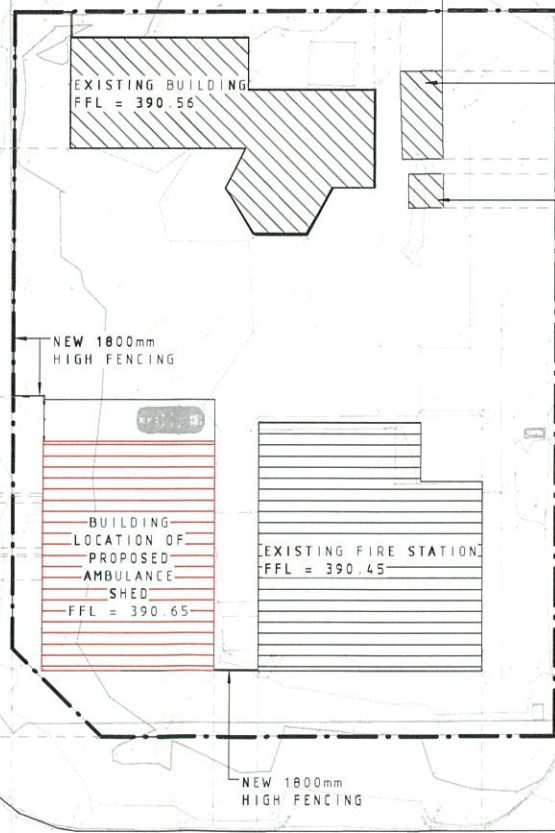 EXISTING BUILDING
FFL = 390.56
NEW 1800mm
HIGH FENCING
BUILDING
LOCATION OF
PROPOSED
AMBULANCE
SHED
FFL = 390.65
EXISTING FIRE STATION
FFL = 390.45
NEW 1800mm
HIGH FENCING